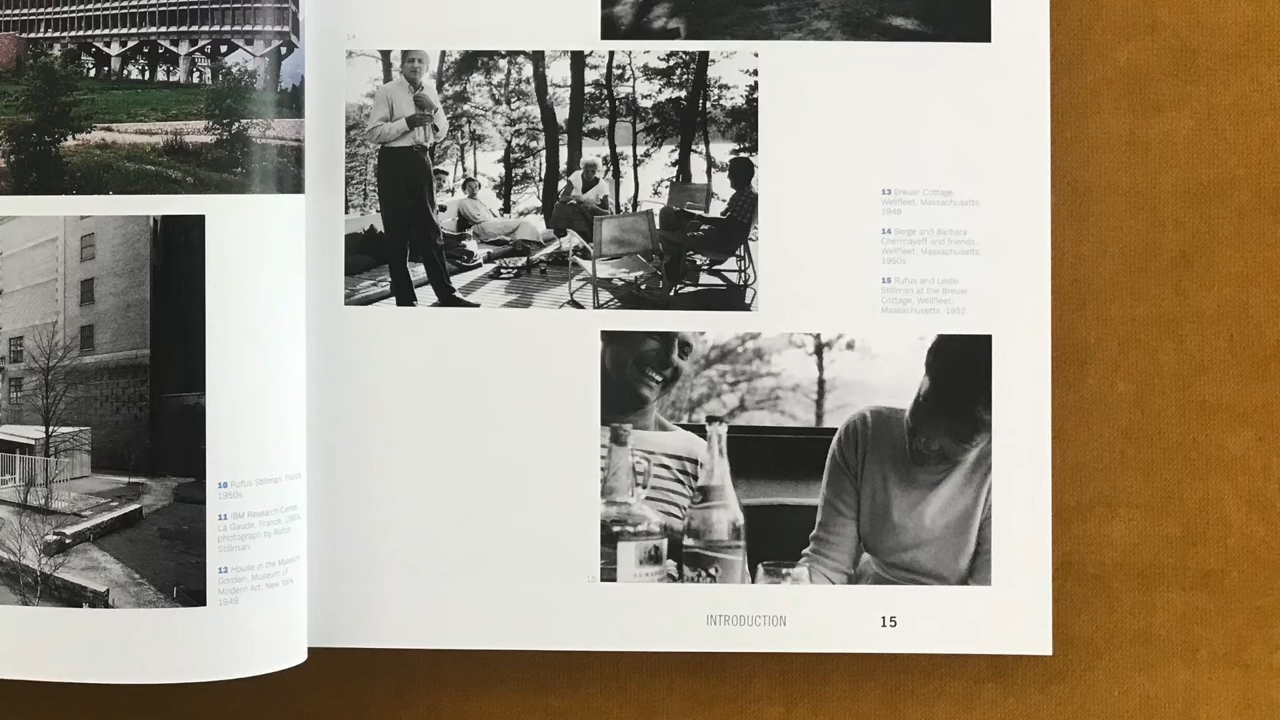 10 Rufus Stillman, France,
1950s
11 IBM Research Center,
La Gaude, France, 1960s,
photograph by Rufus
Stillman.
12 House in the Museum
Garden, Museum of
Modern Art, New York,
1949
14
13 Breuer Cottage,
Wellfleet, Massachusetts,
1949
14 Serge and Barbara
Chermayeff and friends,
Wellfleet, Massachusetts,
1950s
15 Rufus and Leslie
Stillman at the Breuer
Cottage, Wellfleet,
Massachusetts, 1952
15
INTRODUCTION 15